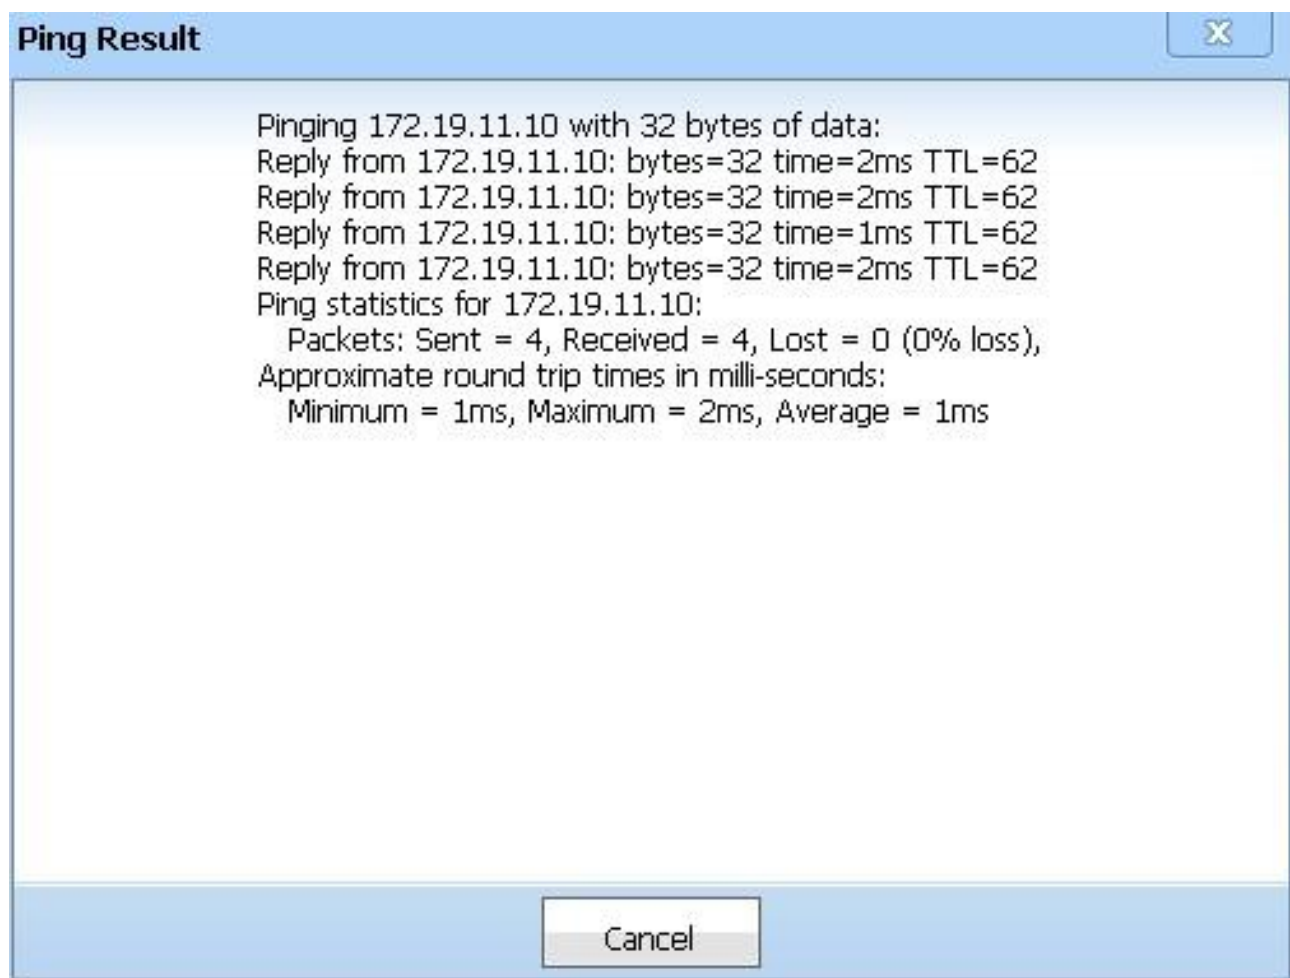 Ping Result
X
Pinging 172.19.11.10 with 32 bytes of data:
Reply from 172.19.11.10: bytes=32 time=2ms TTL=62
Reply from 172.19.11.10: bytes=32 time=2ms TTL=62
Reply from 172.19.11.10: bytes=32 time=1ms TTL=62
Reply from 172.19.11.10: bytes=32 time=2ms TTL=62
Ping statistics for 172.19.11.10:
Packets: Sent = 4, Received = 4, Lost = 0 (0% loss),
Approximate round trip times in milli-seconds:
Minimum = 1ms, Maximum = 2ms, Average = 1ms
Cancel